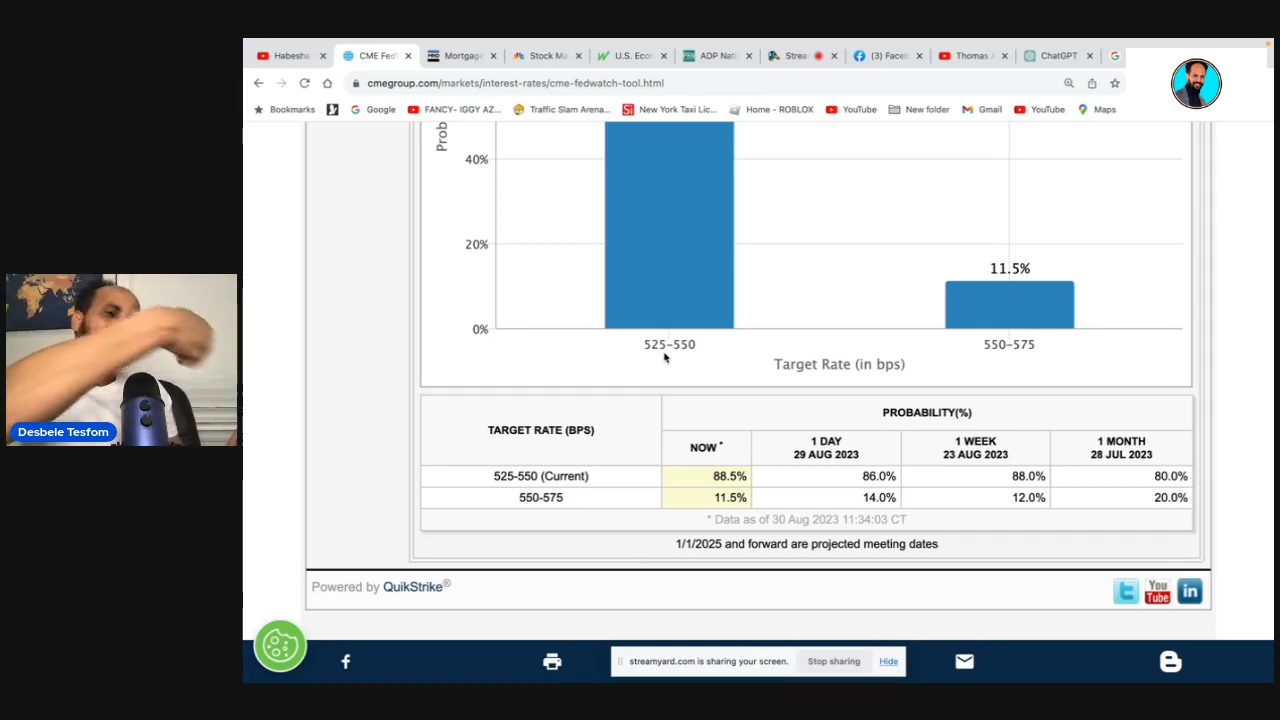 Habesha
CME Fed
Mortgage
Stock Ma
U.S. Econ
ADP Nati
Strea
(3) Faceb
Thomas A
ChatGPT
cmegroup.com/markets/interest-rates/cme-fedwatch-tool.html
Bookmarks
Google
FANCY- IGGY AZ...
Traffic Slam Arena...
New York Taxi Lic...
Home - ROBLOX
YouTube
New folder
Gmail
YouTube
Maps
Prob
40%
20%
0%
11.5%
525-550
550-575
Target Rate (in bps)
TARGET RATE (BPS)
PROBABILITY(%)
NOW *
1 DAY
29 AUG 2023
1 WEEK
23 AUG 2023
1 MONTH
28 JUL 2023
525-550 (Current) 88.5% 86.0% 88.0% 80.0%
550-575 11.5% 14.0% 12.0% 20.0%
* Data as of 30 Aug 2023 11:34:03 CT
1/1/2025 and forward are projected meeting dates
Powered by QuikStrike®
You
Tube
in
streamyard.com is sharing your screen.
Stop sharing
Hide
Desbele Tesfom